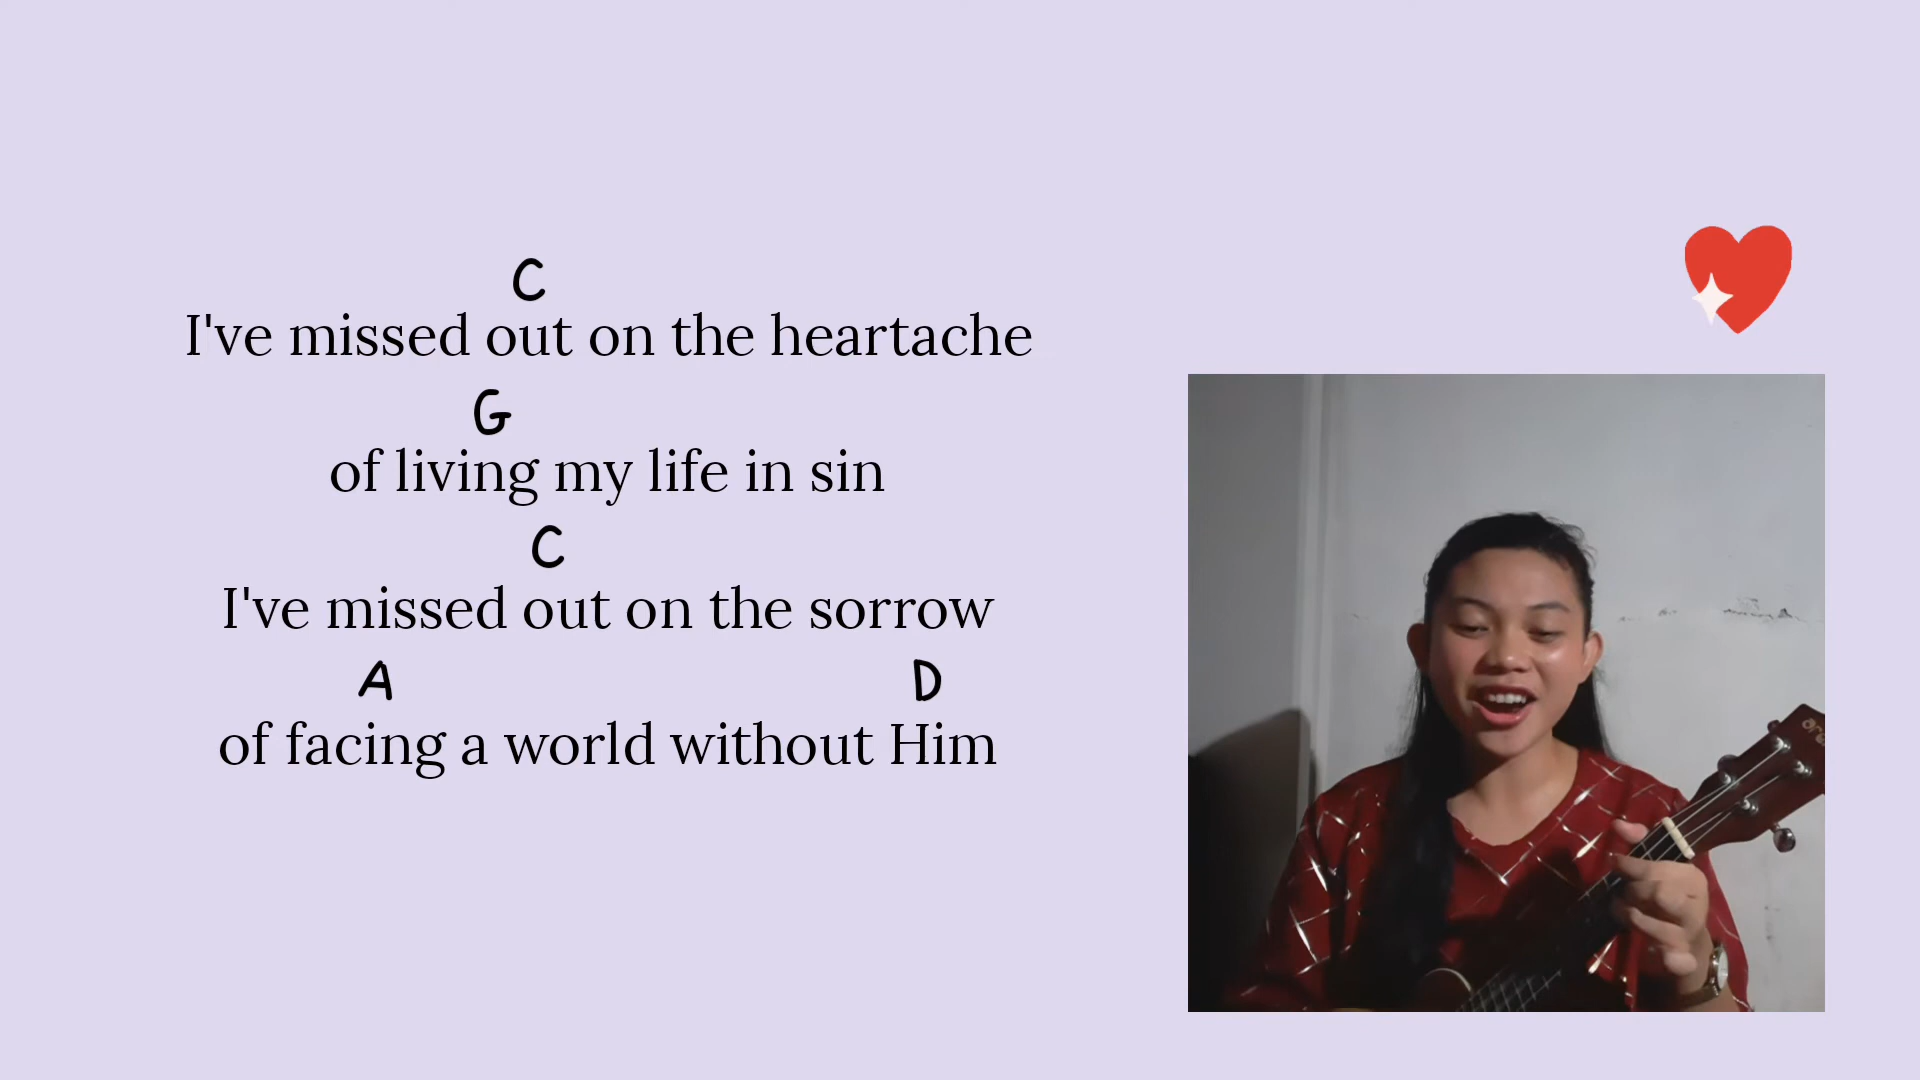 C
I've missed out on the heartache
G
of living my life in sin
C
I've missed out on the sorrow
A D
of facing a world without Him